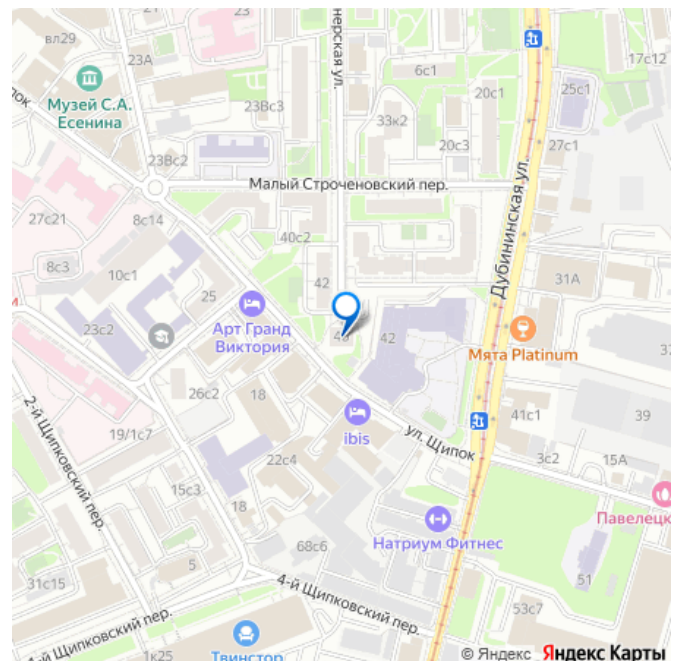 вл29
23А
нерская ул.
6с1
17с12
25с1
20с1
Музей С.А.
Есенина
23Вс3
33к2
27с1
20с3
23Вс2
Малый Строченовский пер.
Дубининская ул.
27с21
8с14
40с2
8с3
10с1
42
31А
25
Арт Гранд
Виктория
42
Мята Platinum
23с2
26с2
18
ibis
41с1
39
19/1с7
ул. Щипок
3с2
15А
2-й Щипковский пер.
22с4
15с3
Павелецк
18
Натриум Фитнес
68с6
5
51
31с15
4-й Щипковский пер.
53с7
4-й Щипковский пер.
1к25
Твинстор
© Яндекс Яндекс Карты